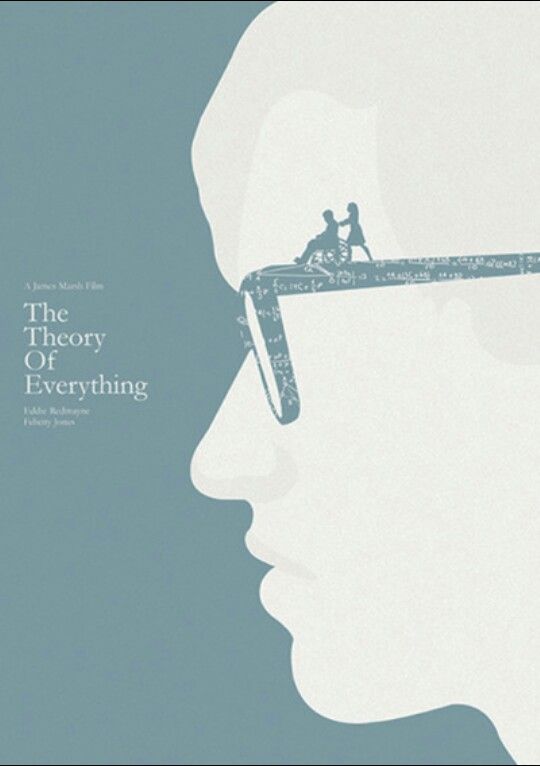 A James Marsh Film
The
Theory
Of
Everything
Eddie Redmayne
Felicity Jones